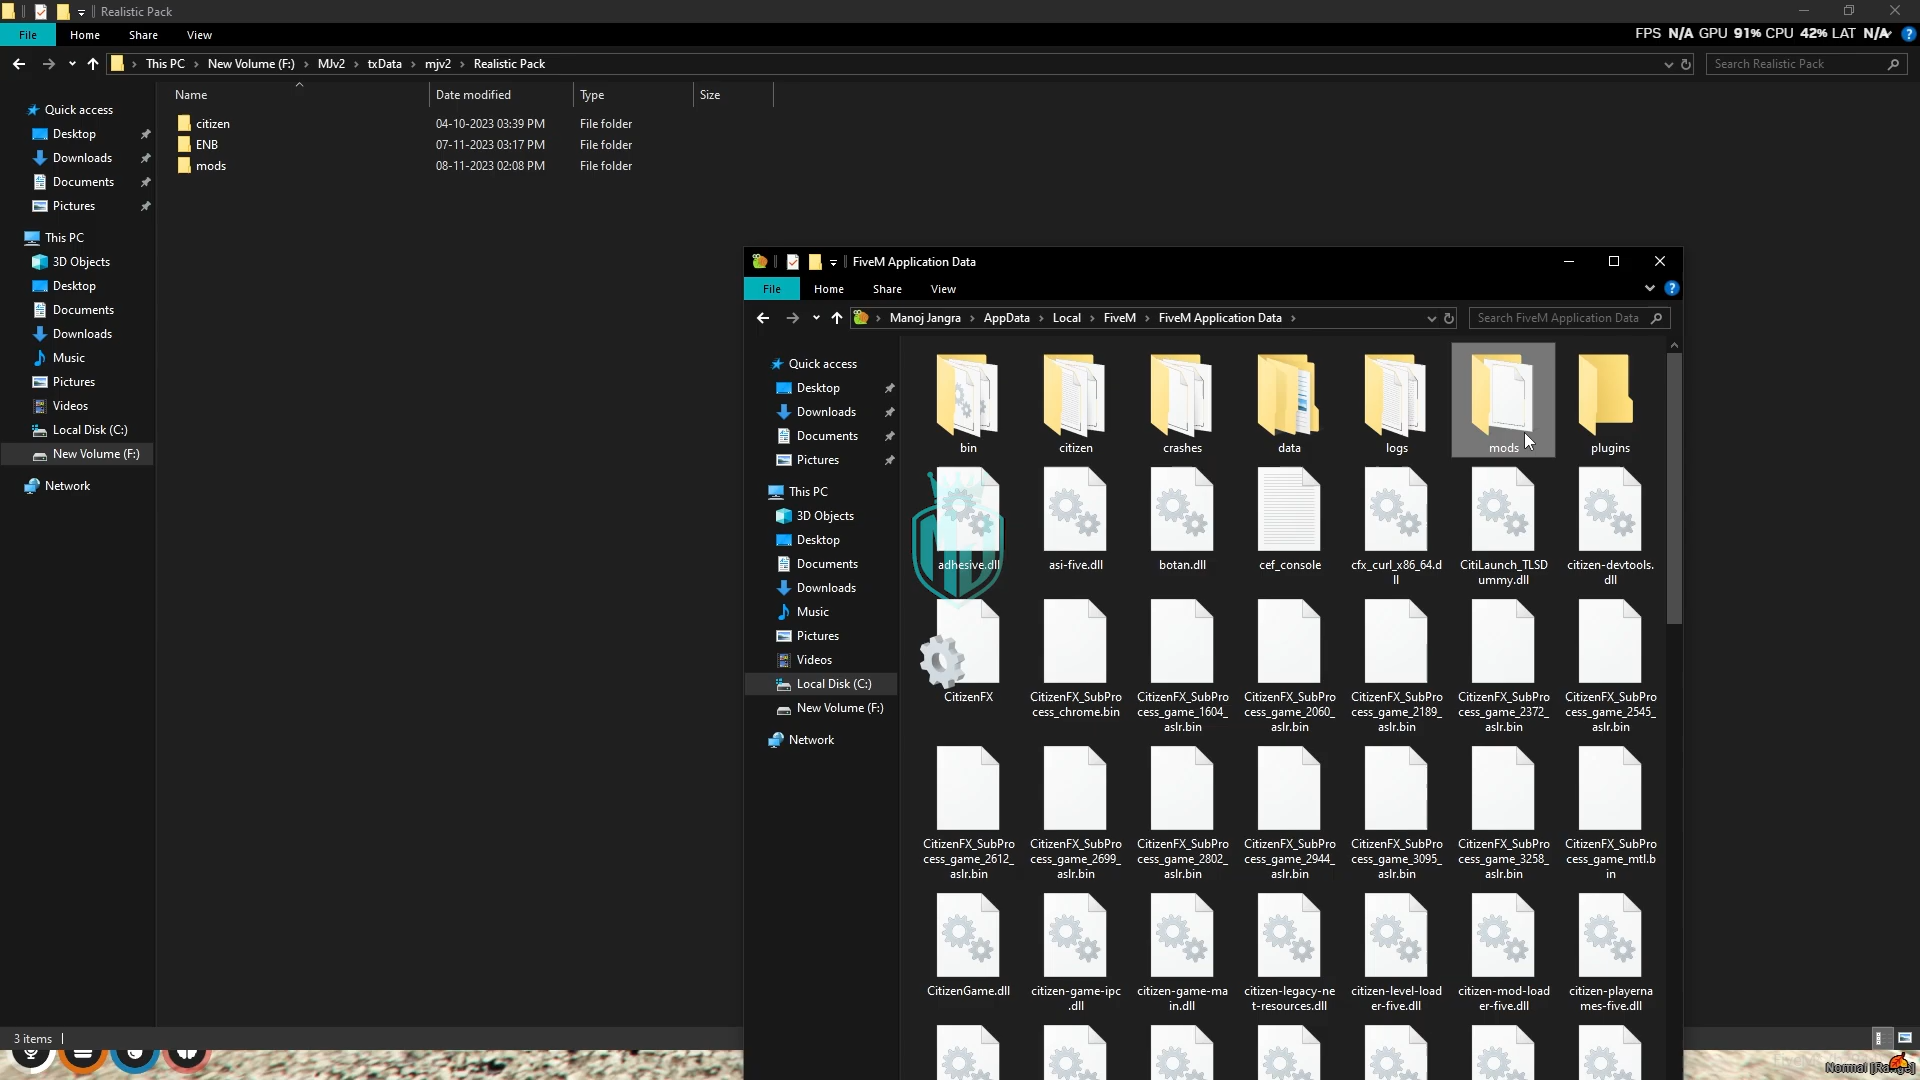 Realistic Pack
File Home Share View
FPS N/A GPU 91% CPU 42% LAT N/A
This PC New Volume (F:) MJv2 txData mjv2 Realistic Pack
Search Realistic Pack
Name Date modified Type Size
citizen 04-10-2023 03:39 PM File folder
ENB 07-11-2023 03:17 PM File folder
mods 08-11-2023 02:08 PM File folder
Quick access
Desktop
Downloads
Documents
Pictures
This PC
3D Objects
Desktop
Documents
Downloads
Music
Pictures
Videos
Local Disk (C:)
New Volume (F:)
Network
3 items
FiveM Application Data
File Home Share View
Manoj Jangra AppData Local FiveM FiveM Application Data
Search FiveM Application Data
Quick access
Desktop
Downloads
Documents
Pictures
This PC
3D Objects
Desktop
Documents
Downloads
Music
Pictures
Videos
Local Disk (C:)
New Volume (F:)
Network
bin citizen crashes data logs mods plugins
adhesive.dll asi-five.dll botan.dll cef_console cfx_curl_x86_64.d CitiLaunch_TLSD citizen-devtools.
ll ummy.dll dll
CitizenFX CitizenFX_SubPro CitizenFX_SubPro CitizenFX_SubPro CitizenFX_SubPro CitizenFX_SubPro CitizenFX_SubPro
cess_chrome.bin cess_game_1604_ cess_game_2060_ cess_game_2189_ cess_game_2372_ cess_game_2545_
aslr.bin aslr.bin aslr.bin aslr.bin aslr.bin
CitizenFX_SubPro CitizenFX_SubPro CitizenFX_SubPro CitizenFX_SubPro CitizenFX_SubPro CitizenFX_SubPro CitizenFX_SubPro
cess_game_2612_ cess_game_2699_ cess_game_2802_ cess_game_2944_ cess_game_3095_ cess_game_3258_ cess_game_mtl.b
aslr.bin aslr.bin aslr.bin aslr.bin aslr.bin aslr.bin in
CitizenGame.dll citizen-game-ipc citizen-game-ma citizen-legacy-ne citizen-level-load citizen-mod-load citizen-playerna
.dll in.dll t-resources.dll er-five.dll er-five.dll mes-five.dll